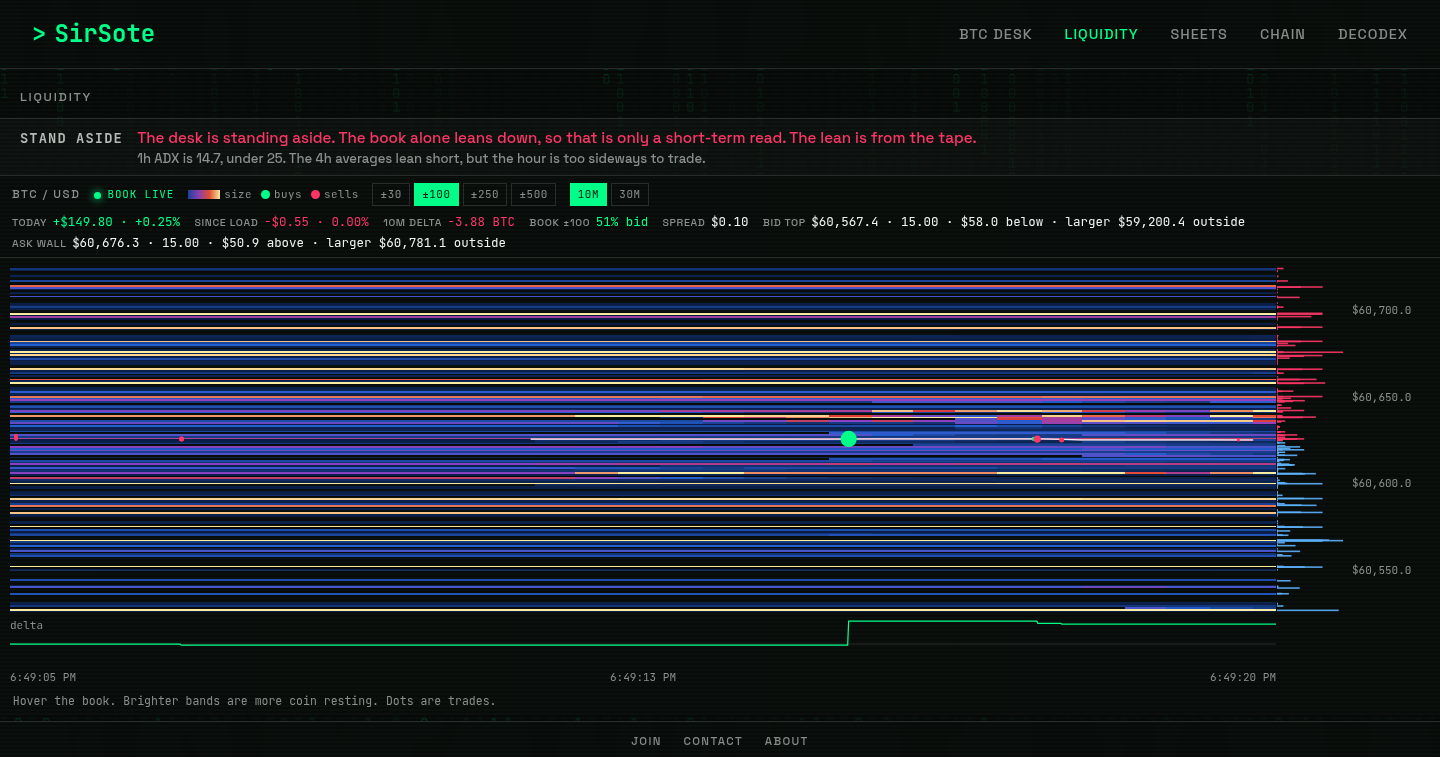 > SirSote
BTC DESK LIQUIDITY SHEETS CHAIN DECODEX
LIQUIDITY
STAND ASIDE The desk is standing aside. The book alone leans down, so that is only a short-term read. The lean is from the tape.
1h ADX is 14.7, under 25. The 4h averages lean short, but the hour is too sideways to trade.
BTC / USD BOOK LIVE size buys sells ±30 ±100 ±250 ±500 10M 30M
TODAY +$149.80 · +0.25% SINCE LOAD -$0.55 · 0.00% 10M DELTA -3.88 BTC BOOK ±100 51% bid SPREAD $0.10 BID TOP $60,567.4 · 15.00 · $58.0 below · larger $59,200.4 outside
ASK WALL $60,676.3 · 15.00 · $50.9 above · larger $60,781.1 outside
$60,700.0
$60,650.0
$60,600.0
$60,550.0
delta
6:49:05 PM 6:49:13 PM 6:49:20 PM
Hover the book. Brighter bands are more coin resting. Dots are trades.
JOIN CONTACT ABOUT